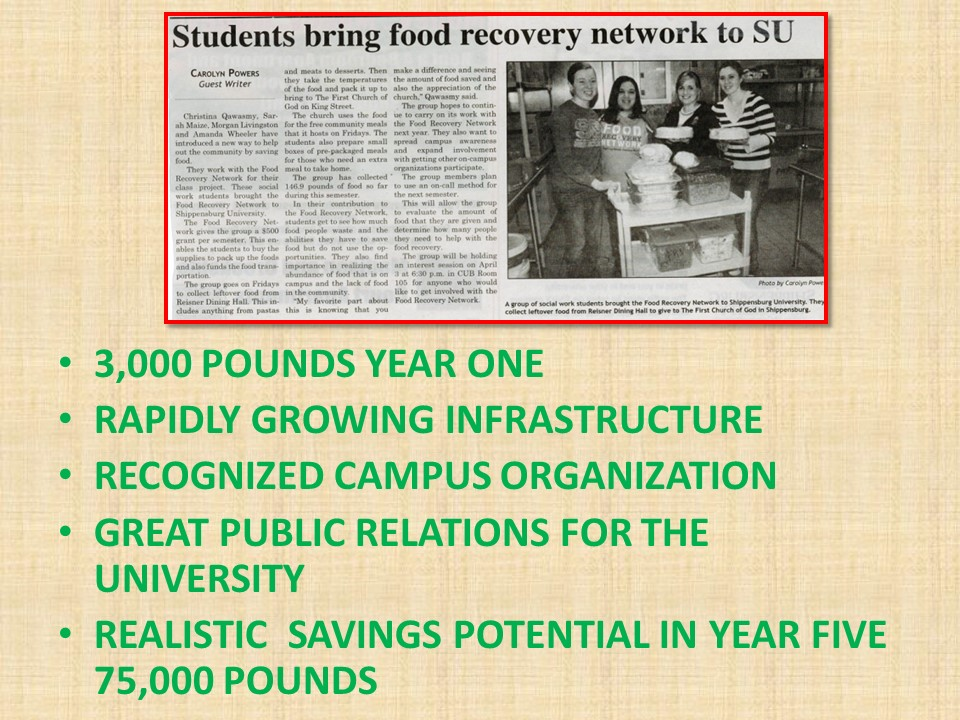 Students bring food recovery network to SU
CAROLYN POWERS
Guest Writer
Christina Qawasmy, Sar-
ah Maize, Morgan Livingston
and Amanda Wheeler have
introduced a new way to help
out the community by saving
food.
They work with the Food
Recovery Network for their
class project. These social
work students brought the
Food Recovery Network to
Shippensburg University.
The Food Recovery Net-
work gives the group a $500
grant per semester. This en-
ables the students to buy the
supplies to pack up the foods
and also funds the food trans-
portation.
The group goes on Fridays
to collect leftover food from
Reisner Dining Hall. This in-
cludes anything from pastas
and meats to desserts. Then
they take the temperatures
of the food and pack it up to
bring to The First Church of
God on King Street.
The church uses the food
for the free community meals
that it hosts on Fridays. The
students also prepare small
boxes of pre-packaged meals
for those who need an extra
meal to take home.
The group has collected
146.9 pounds of food so far
during this semester.
In their contribution to
the Food Recovery Network,
students get to see how much
food people waste and the
abilities they have to save
food but do not use the op-
portunities. They also find
importance in realizing the
abundance of food that is on
campus and the lack of food
in the community.
"My favorite part about
this is knowing that you
make a difference and seeing
the amount of food saved and
also the appreciation of the
church," Qawasmy said.
The group hopes to contin-
ue to carry on its work with
the Food Recovery Network
next year. They also want to
spread campus awareness
and expand involvement
with getting other on-campus
organizations participate.
The group members plan
to use an on-call method for
the next semester.
This will allow the group
to evaluate the amount of
food that they are given and
determine how many people
they need to help with the
food recovery.
The group will be holding
an interest session on April
3 at 6:30 p.m. in CUB Room
105 for anyone who would
like to get involved with the
Food Recovery Network.
FOOD
Photo by Carolyn Powe
A group of social work students brought the Food Recovery Network to Shippensburg University. They
collect leftover food from Reisner Dining Hall to give to The First Church of God in Shippensburg.
• 3,000 POUNDS YEAR ONE
• RAPIDLY GROWING INFRASTRUCTURE
• RECOGNIZED CAMPUS ORGANIZATION
• GREAT PUBLIC RELATIONS FOR THE
UNIVERSITY
• REALISTIC  SAVINGS POTENTIAL IN YEAR FIVE
75,000 POUNDS